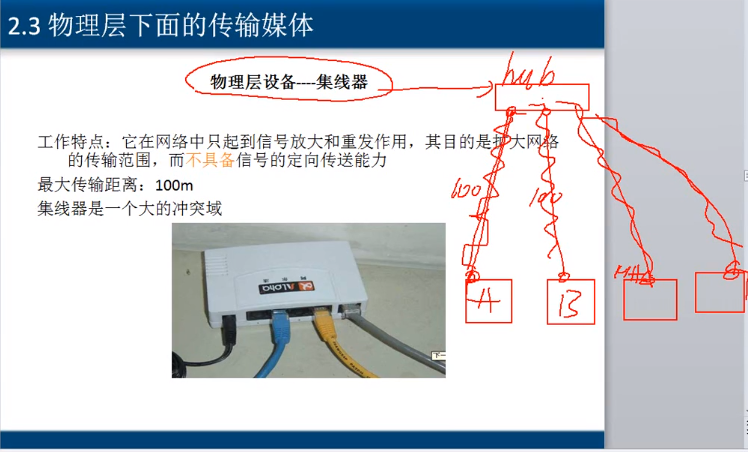 2.3 物理层下面的传输媒体
物理层设备----集线器
hub
工作特点：它在网络中只起到信号放大和重发作用，其目的是扩大网络
的传输范围，而不具备信号的定向传送能力
最大传输距离：100m
集线器是一个大的冲突域
100
100
Aloha
A
B
下一